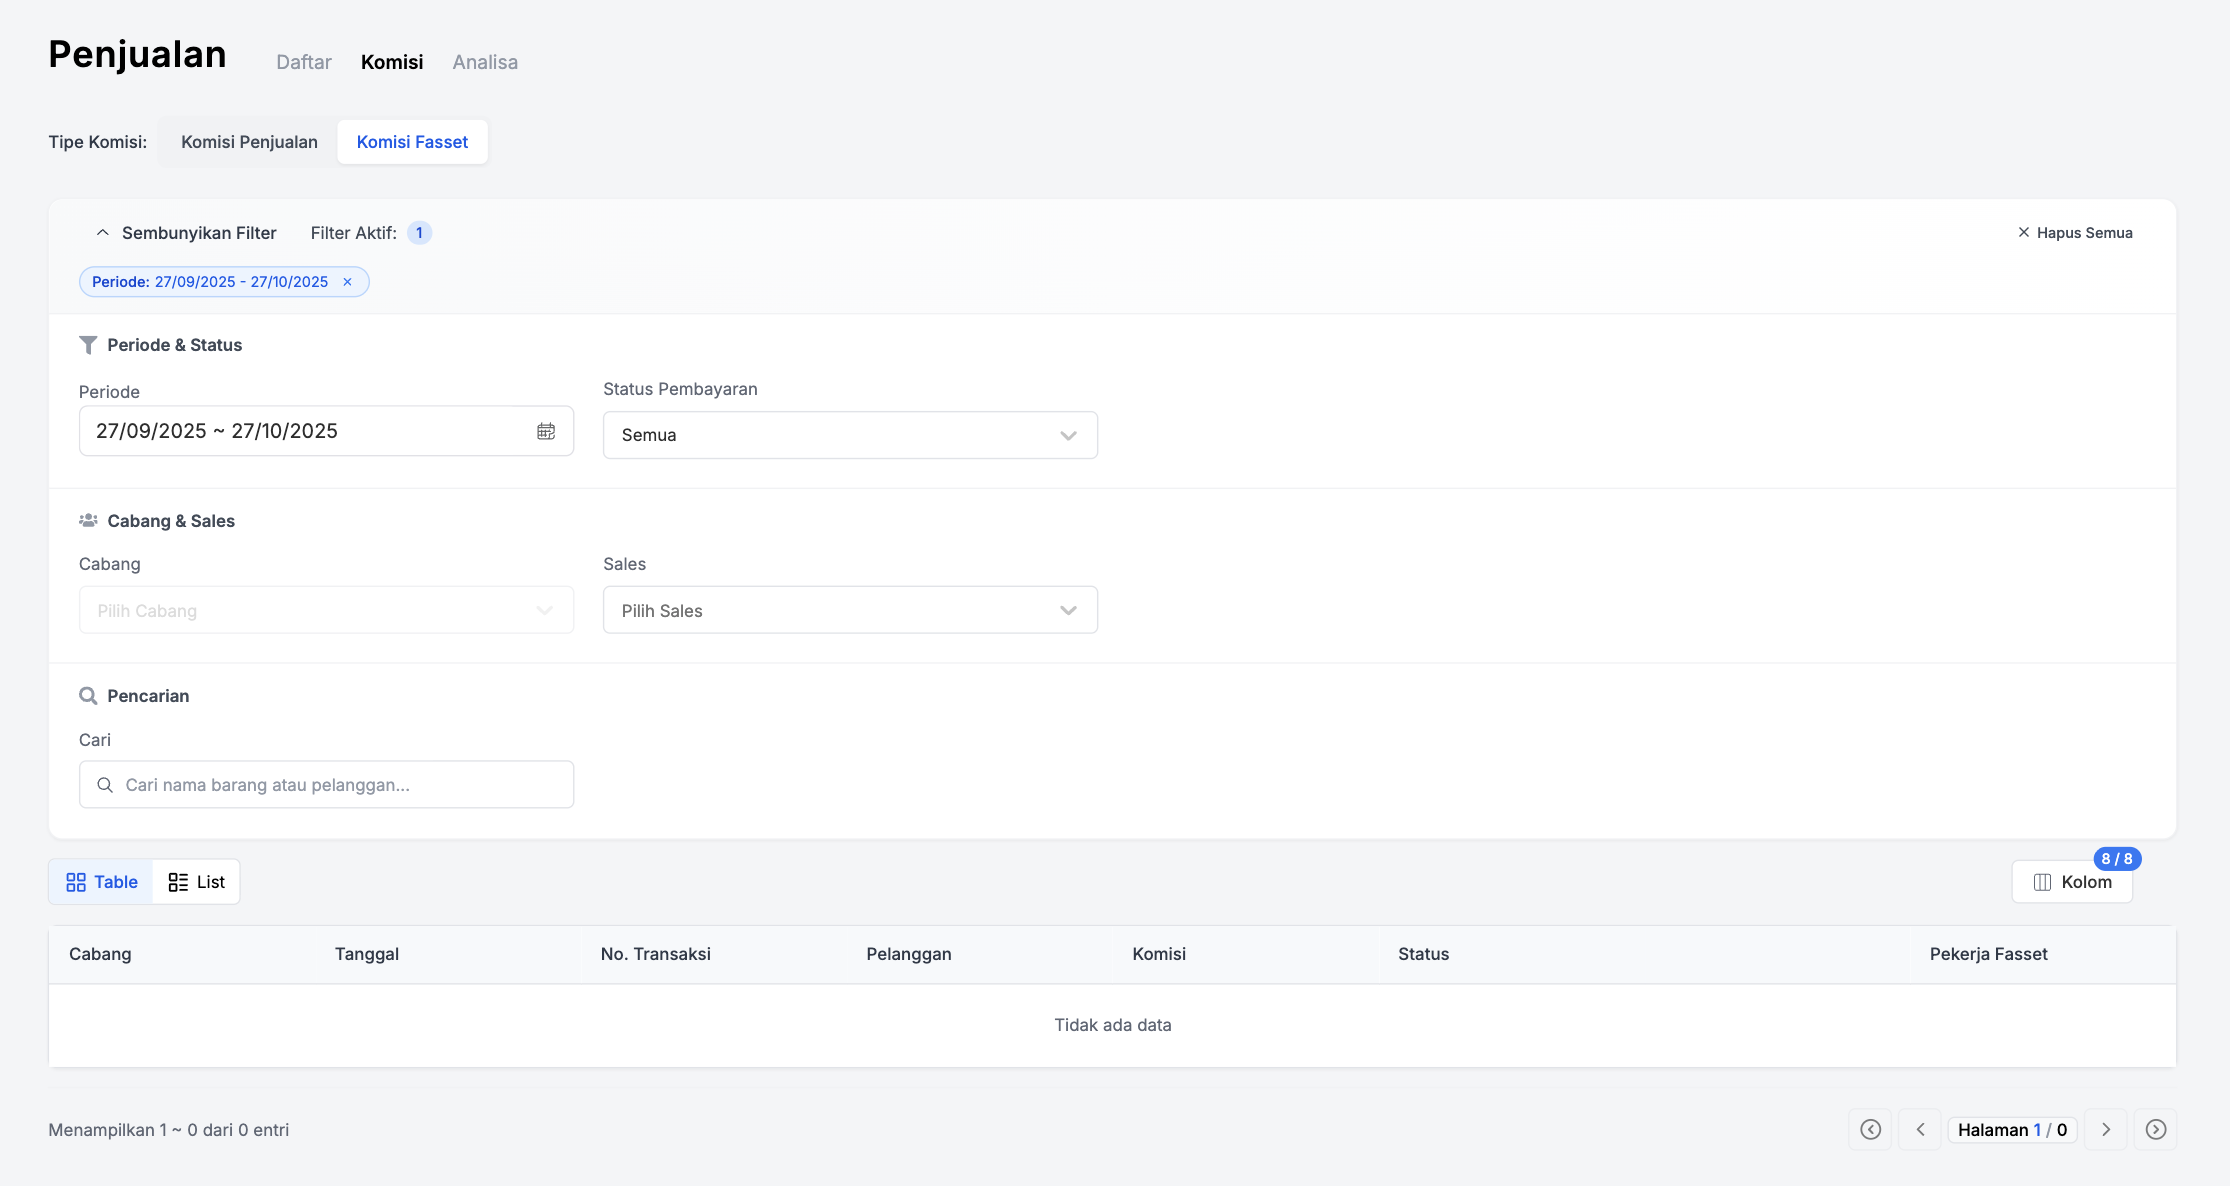 Penjualan Daftar Komisi Analisa
Tipe Komisi: Komisi Penjualan Komisi Fasset
Sembunyikan Filter Filter Aktif: 1 Hapus Semua
Periode: 27/09/2025 - 27/10/2025
Periode & Status
Periode Status Pembayaran
27/09/2025 ~ 27/10/2025 Semua
Cabang & Sales
Cabang Sales
Pilih Cabang Pilih Sales
Pencarian
Cari
Cari nama barang atau pelanggan...
8 / 8
Table List Kolom
Cabang Tanggal No. Transaksi Pelanggan Komisi Status Pekerja Fasset
Tidak ada data
Menampilkan 1 ~ 0 dari 0 entri Halaman 1 / 0